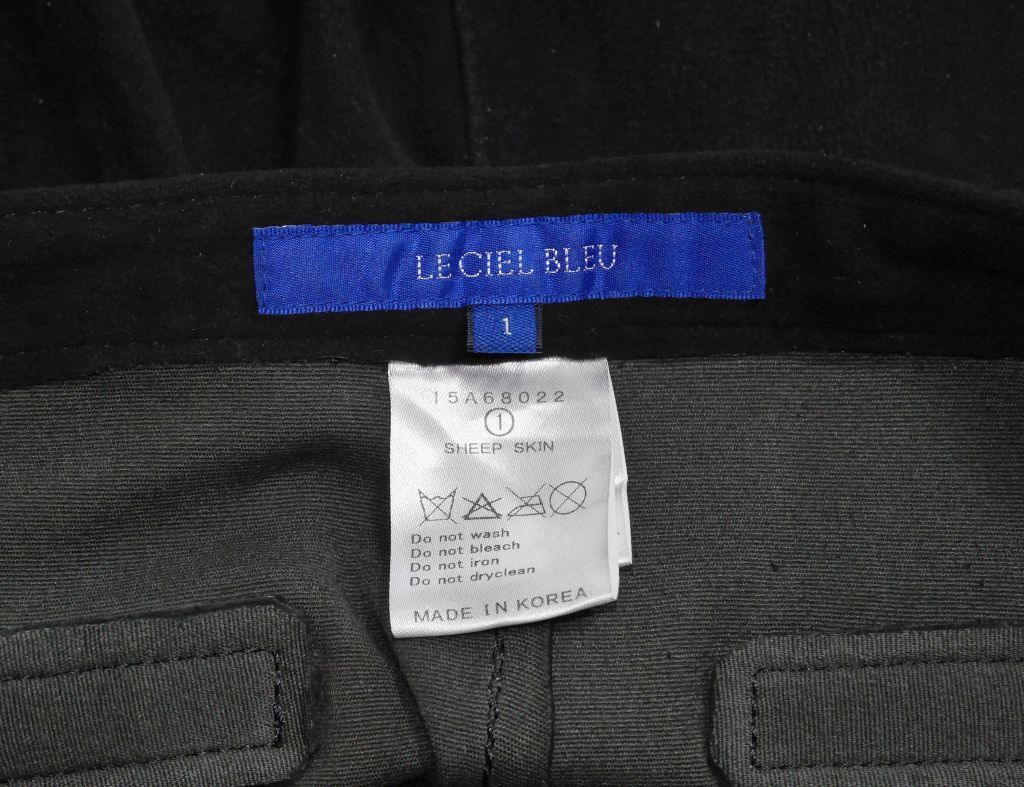 LE CIEL BLEU
1
15A68022
①
SHEEP SKIN
Do not wash
Do not bleach
Do not iron
Do not dryclean
MADE IN KOREA